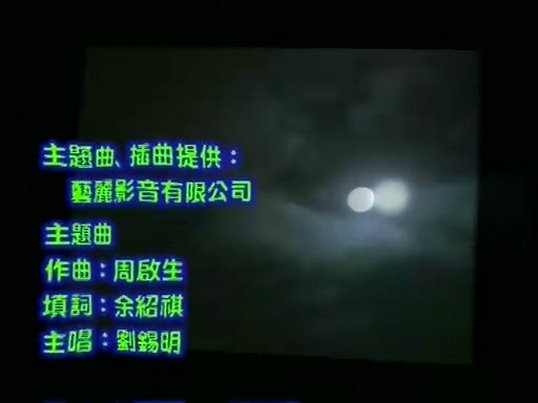 主題曲、插曲提供：
藝麗影音有限公司
主題曲
作曲：周啟生
填詞：余紹祺
主唱：劉錫明